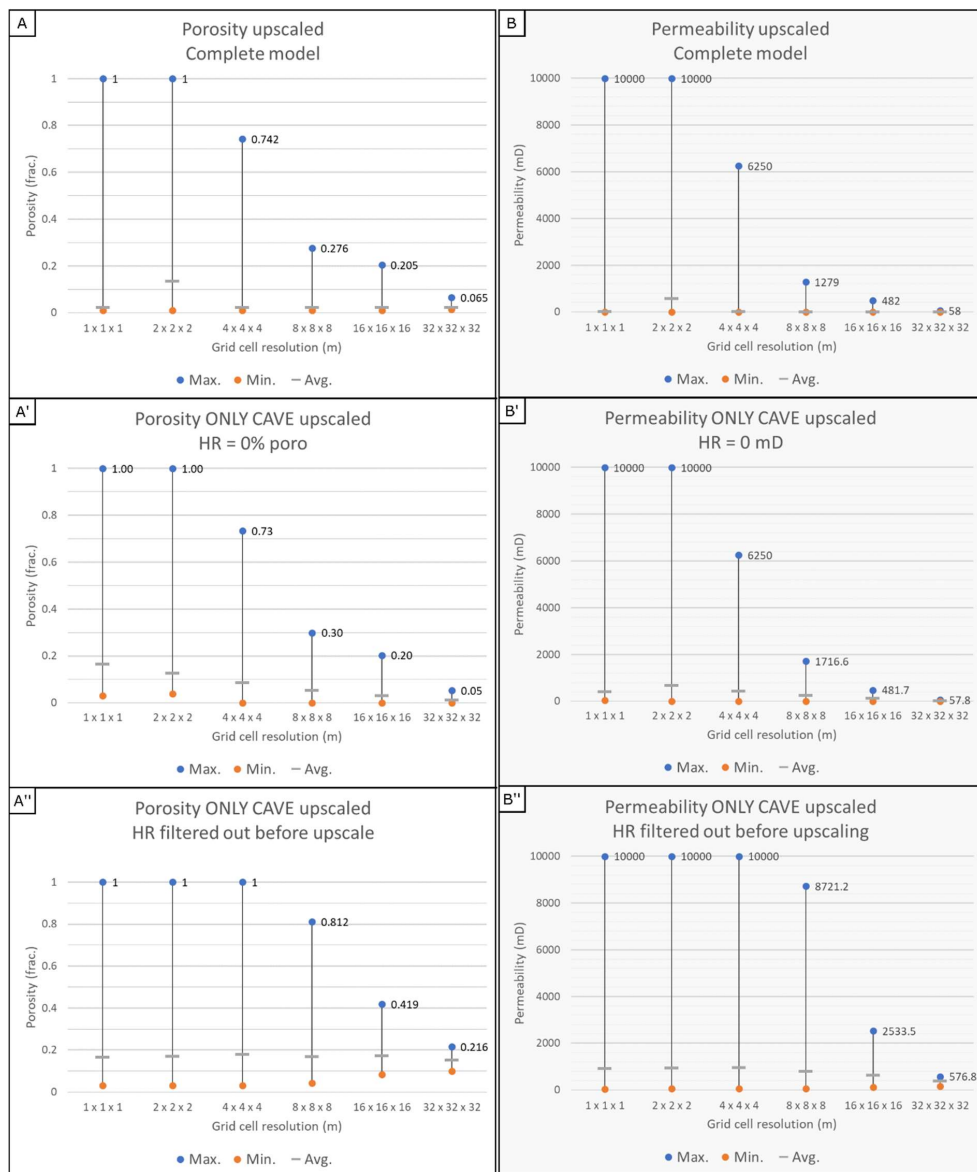 A
Porosity upscaled
Complete model
Porosity (frac.)
1
0.8
0.6
0.4
0.2
0
1
1
0.742
0.276
0.205
0.065
1 x 1 x 1 2 x 2 x 2 4 x 4 x 4 8 x 8 x 8 16 x 16 x 16 32 x 32 x 32
Grid cell resolution (m)
Max. Min. Avg.
B
Permeability upscaled
Complete model
Permeability (mD)
10000
8000
6000
4000
2000
0
10000
10000
6250
1279
482
58
1 x 1 x 1 2 x 2 x 2 4 x 4 x 4 8 x 8 x 8 16 x 16 x 16 32 x 32 x 32
Grid cell resolution (m)
Max. Min. Avg.
A'
Porosity ONLY CAVE upscaled
HR = 0% poro
Porosity (frac.)
1
0.8
0.6
0.4
0.2
0
1.00
1.00
0.73
0.30
0.20
0.05
1 x 1 x 1 2 x 2 x 2 4 x 4 x 4 8 x 8 x 8 16 x 16 x 16 32 x 32 x 32
Grid cell resolution (m)
Max. Min. Avg.
B'
Permeability ONLY CAVE upscaled
HR = 0 mD
Permeability (mD)
10000
8000
6000
4000
2000
0
10000
10000
6250
1716.6
481.7
57.8
1 x 1 x 1 2 x 2 x 2 4 x 4 x 4 8 x 8 x 8 16 x 16 x 16 32 x 32 x 32
Grid cell resolution (m)
Max. Min. Avg.
A''
Porosity ONLY CAVE upscaled
HR filtered out before upscale
Porosity (frac.)
1
0.8
0.6
0.4
0.2
0
1
1
1
0.812
0.419
0.216
1 x 1 x 1 2 x 2 x 2 4 x 4 x 4 8 x 8 x 8 16 x 16 x 16 32 x 32 x 32
Grid cell resolution (m)
Max. Min. Avg.
B''
Permeability ONLY CAVE upscaled
HR filtered out before upscaling
Permeability (mD)
10000
8000
6000
4000
2000
0
10000
10000
10000
8721.2
2533.5
576.8
1 x 1 x 1 2 x 2 x 2 4 x 4 x 4 8 x 8 x 8 16 x 16 x 16 32 x 32 x 32
Grid cell resolution (m)
Max. Min. Avg.